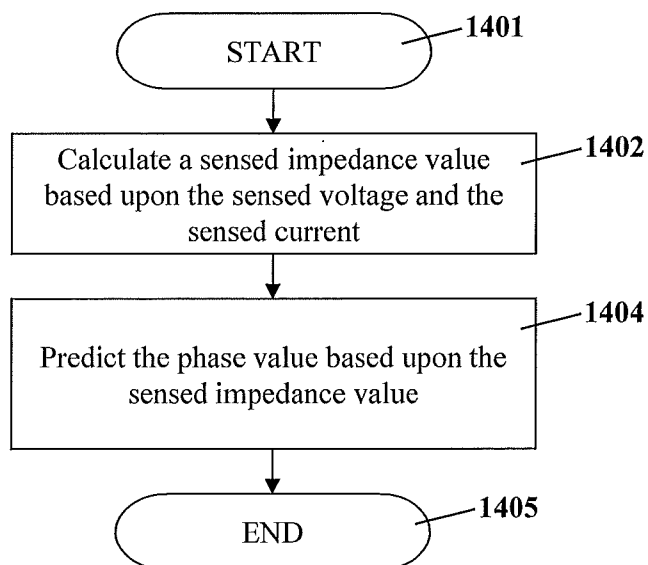 START
1401
Calculate a sensed impedance value
based upon the sensed voltage and the
sensed current
1402
Predict the phase value based upon the
sensed impedance value
1404
END
1405